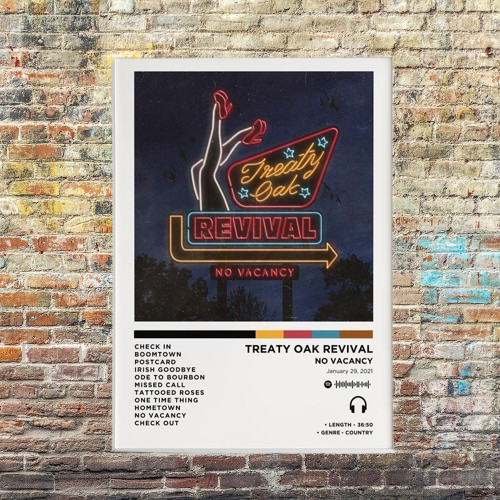 Treaty
Oak
REVIVAL
NO VACANCY
CHECK IN
BOOMTOWN
POSTCARD
IRISH GOODBYE
ODE TO BOURBON
MISSED CALL
TATTOOED ROSES
ONE TIME THING
HOMETOWN
NO VACANCY
CHECK OUT
TREATY OAK REVIVAL
NO VACANCY
January 29, 2021
• LENGTH - 36:50
• GENRE - COUNTRY